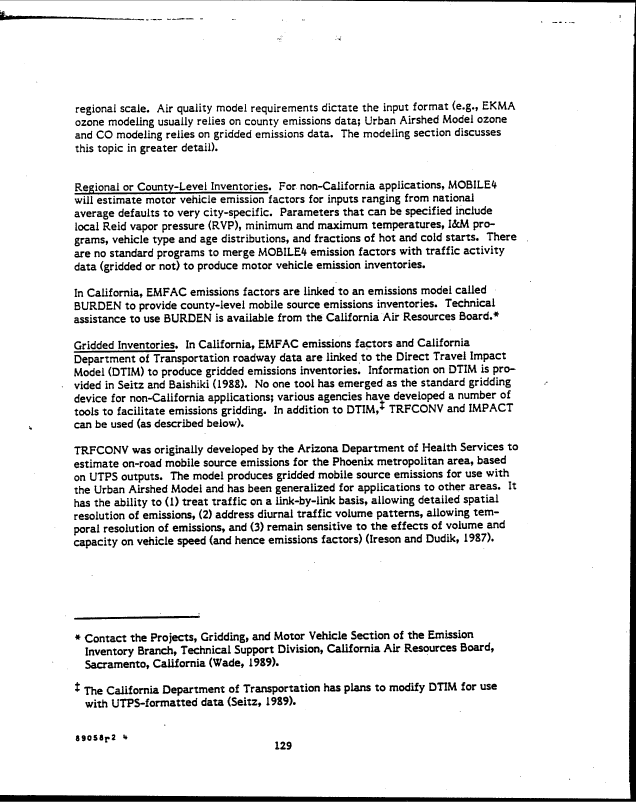 regional scale. Air quality model requirements dictate the input format (e.g., EKMA
ozone modeling usually relies on county emissions data; Urban Airshed Model ozone
and CO modeling relies on gridded emissions data. The modeling section discusses
this topic in greater detail).
Regional or County-Level Inventories. For non-California applications, MOBILE4
will estimate motor vehicle emission factors for inputs ranging from national
average defaults to very city-specific. Parameters that can be specified include
local Reid vapor pressure (RVP), minimum and maximum temperatures, I&M pro-
grams, vehicle type and age distributions, and fractions of hot and cold starts. There
are no standard programs to merge MOBILE4 emission factors with traffic activity
data (gridded or not) to produce motor vehicle emission inventories.
In California, EMFAC emissions factors are linked to an emissions model called
BURDEN to provide county-level mobile source emissions inventories. Technical
assistance to use BURDEN is available from the California Air Resources Board.*
Gridded Inventories. In California, EMFAC emissions factors and California
Department of Transportation roadway data are linked to the Direct Travel Impact
Model (DTIM) to produce gridded emissions inventories. Information on DTIM is pro-
vided in Seitz and Baishiki (1988). No one tool has emerged as the standard gridding
device for non-California applications; various agencies have developed a number of
tools to facilitate emissions gridding. In addition to DTIM,‡ TRFCONV and IMPACT
can be used (as described below).
TRFCONV was originally developed by the Arizona Department of Health Services to
estimate on-road mobile source emissions for the Phoenix metropolitan area, based
on UTPS outputs. The model produces gridded mobile source emissions for use with
the Urban Airshed Model and has been generalized for applications to other areas. It
has the ability to (1) treat traffic on a link-by-link basis, allowing detailed spatial
resolution of emissions, (2) address diurnal traffic volume patterns, allowing tem-
poral resolution of emissions, and (3) remain sensitive to the effects of volume and
capacity on vehicle speed (and hence emissions factors) (Ireson and Dudik, 1987).
* Contact the Projects, Gridding, and Motor Vehicle Section of the Emission
Inventory Branch, Technical Support Division, California Air Resources Board,
Sacramento, California (Wade, 1989).
‡ The California Department of Transportation has plans to modify DTIM for use
with UTPS-formatted data (Seitz, 1989).
89058r2 4
129